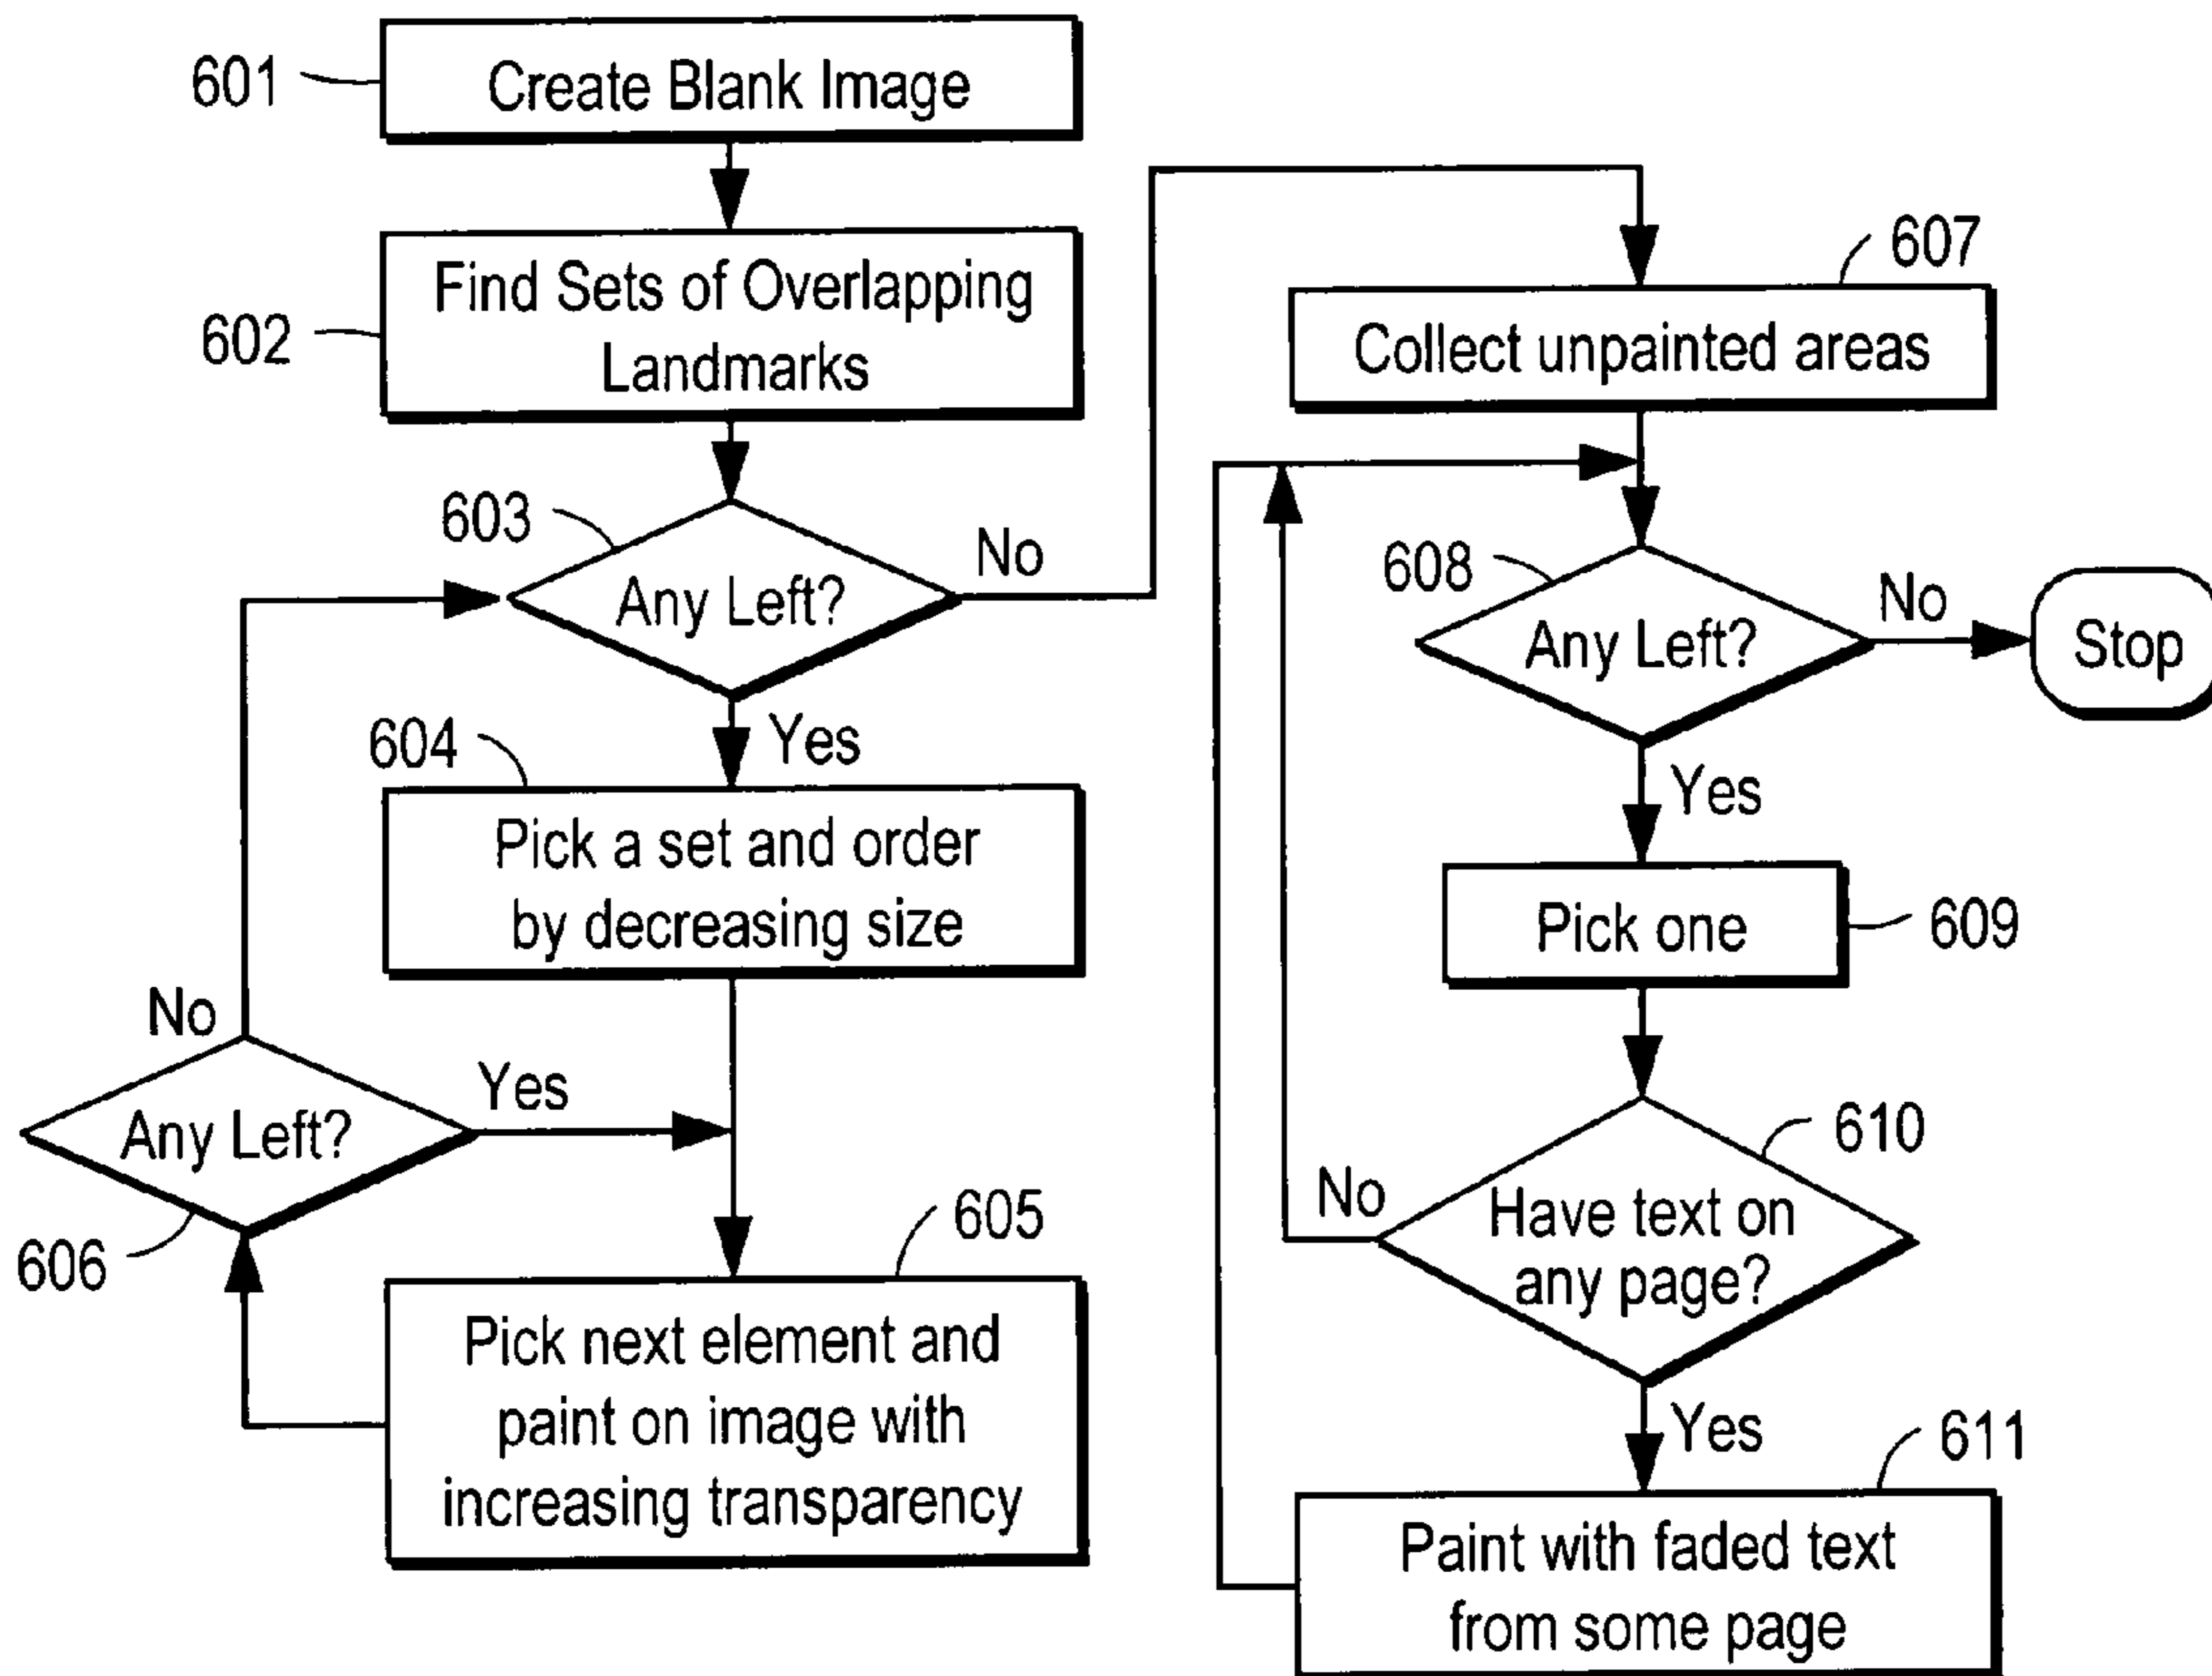 601
Create Blank Image
602
Find Sets of Overlapping
Landmarks
603
Any Left?
No
Yes
604
Pick a set and order
by decreasing size
No
Any Left?
Yes
606
605
Pick next element and
paint on image with
increasing transparency
607
Collect unpainted areas
608
Any Left?
No
Stop
Yes
Pick one
609
610
No
Have text on
any page?
Yes
611
Paint with faded text
from some page